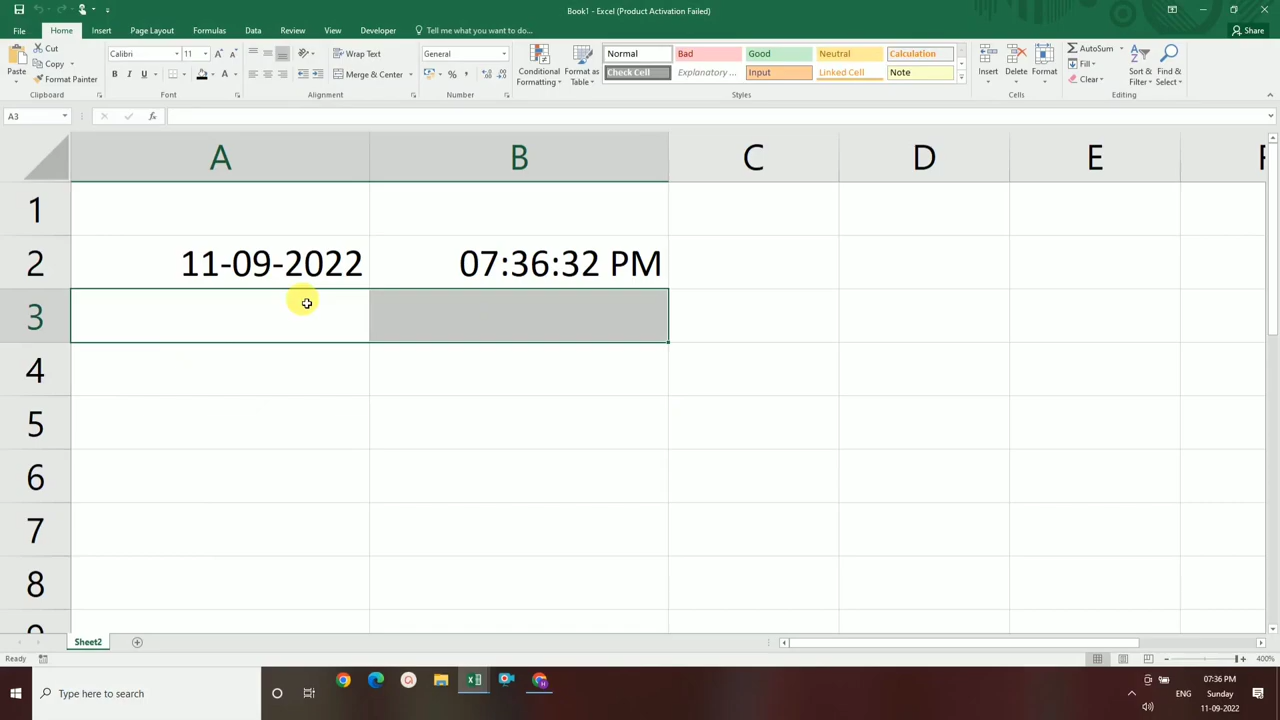 Book1 - Excel (Product Activation Failed)
File Home Insert Page Layout Formulas Data Review View Developer Tell me what you want to do... Share
Paste
Cut
Copy
Format Painter
Clipboard
Calibri 11
B I U
A
Font
Wrap Text
Merge & Center
Alignment
General
%
Number
Conditional Formatting
Format as Table
Normal Bad Good Neutral Calculation
Check Cell Explanatory ... Input Linked Cell Note
Styles
Insert Delete Format
Cells
AutoSum
Fill
Clear
Sort & Filter
Find & Select
Editing
A3 fx
A B C D E F
1
2 11-09-2022 07:36:32 PM
3
4
5
6
7
8
9
Sheet2
Ready 400%
Type here to search
ENG
07:36 PM
Sunday
11-09-2022